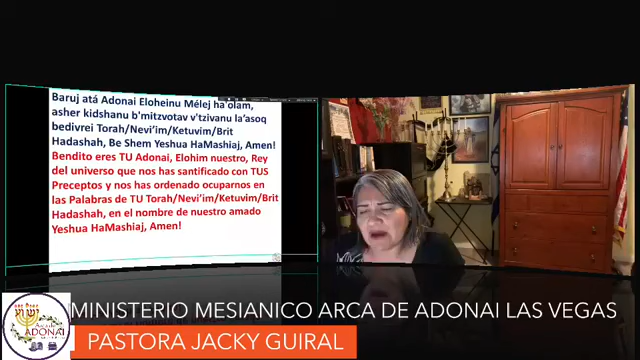 Baruj atá Adonai Eloheinu Mélej ha'olam,
asher kidshanu b'mitzvotav v'tzivanu la'asoq
bedivrei Torah/Nevi'im/Ketuvim/Brit
Hadashah, Be Shem Yeshua HaMashiaj, Amen!
Bendito eres TU Adonai, Elohim nuestro, Rey
del universo que nos has santificado con TUS
Preceptos y nos has ordenado ocuparnos en
las Palabras de TU Torah/Nevi'im/Ketuvim/Brit
Hadashah, en el nombre de nuestro amado
Yeshua HaMashiaj, Amen!
MINISTERIO MESIANICO ARCA DE ADONAI LAS VEGAS
PASTORA JACKY GUIRAL
ADONAI